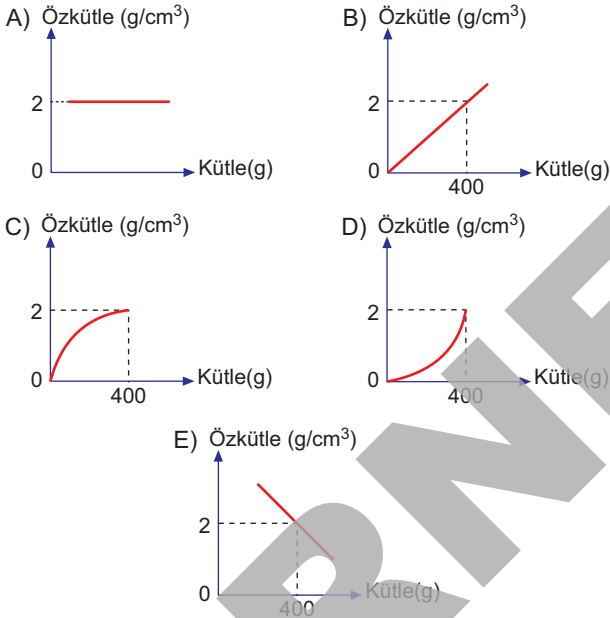 A) Özkütle (g/cm³)
2
0
Kütle(g)
B) Özkütle (g/cm³)
2
0
400
Kütle(g)
C) Özkütle (g/cm³)
2
0
400
Kütle(g)
D) Özkütle (g/cm³)
2
0
400
Kütle(g)
E) Özkütle (g/cm³)
2
0
400
Kütle(g)